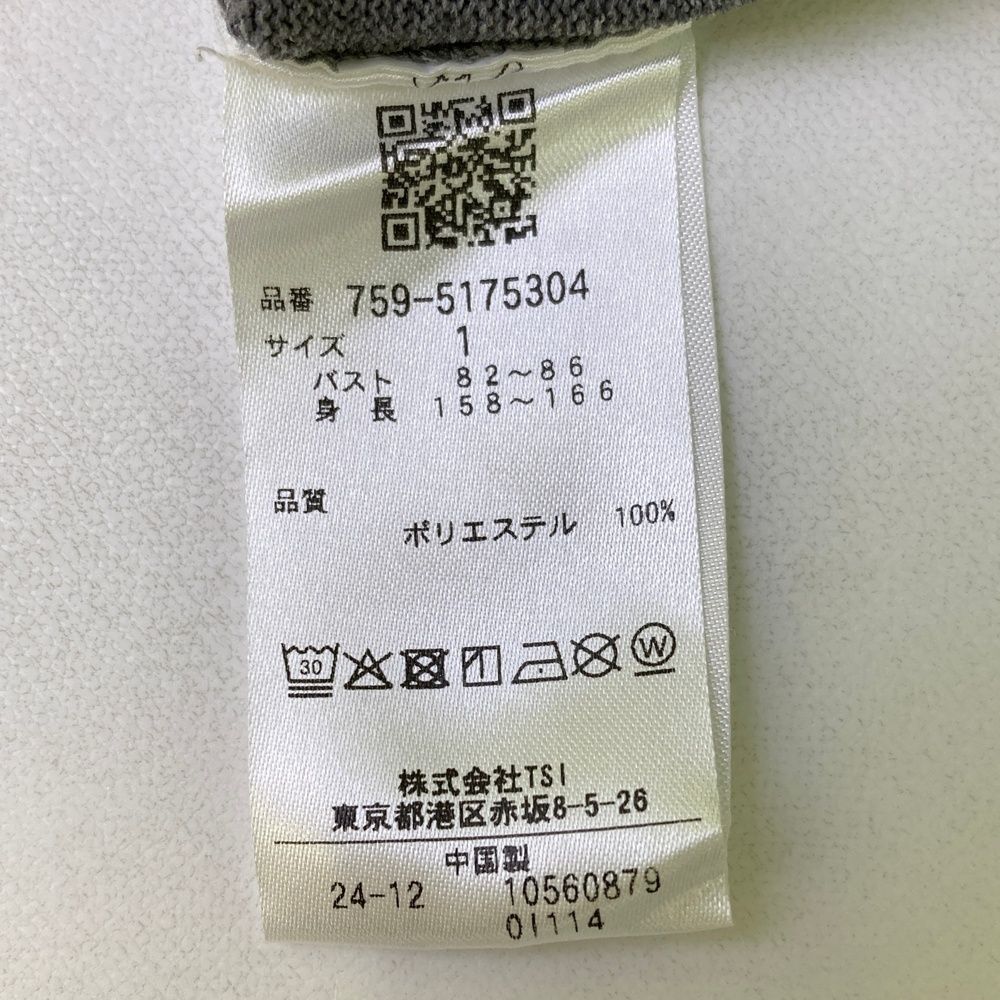 品番 759-5175304
サイズ 1
バスト 82～86
身長 158～166
品質
ポリエステル 100%
30
W
株式会社TSI
東京都港区赤坂8-5-26
中国製
24-12 10560879
01114